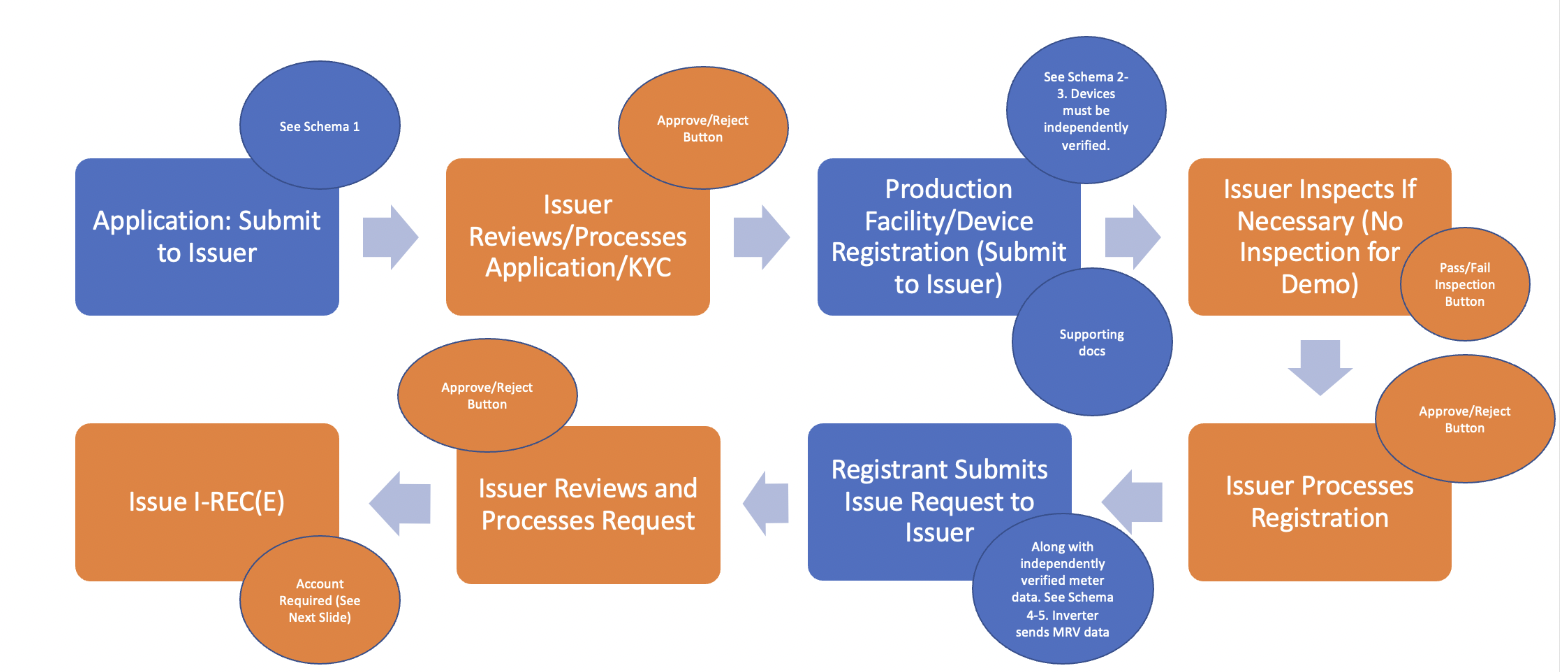 See Schema 1
Application: Submit
to Issuer
Approve/Reject
Button
Issuer
Reviews/Processes
Application/KYC
See Schema 2-
3. Devices
must be
independently
verified.
Production
Facility/Device
Registration (Submit
to Issuer)
Supporting
docs
Issuer Inspects If
Necessary (No
Inspection for
Demo)
Pass/Fail
Inspection
Button
Approve/Reject
Button
Issuer Processes
Registration
Registrant Submits
Issue Request to
Issuer
Along with
independently
verified meter
data. See Schema
4-5. Inverter
sends MRV data
Approve/Reject
Button
Issuer Reviews and
Processes Request
Issue I-REC(E)
Account
Required (See
Next Slide)